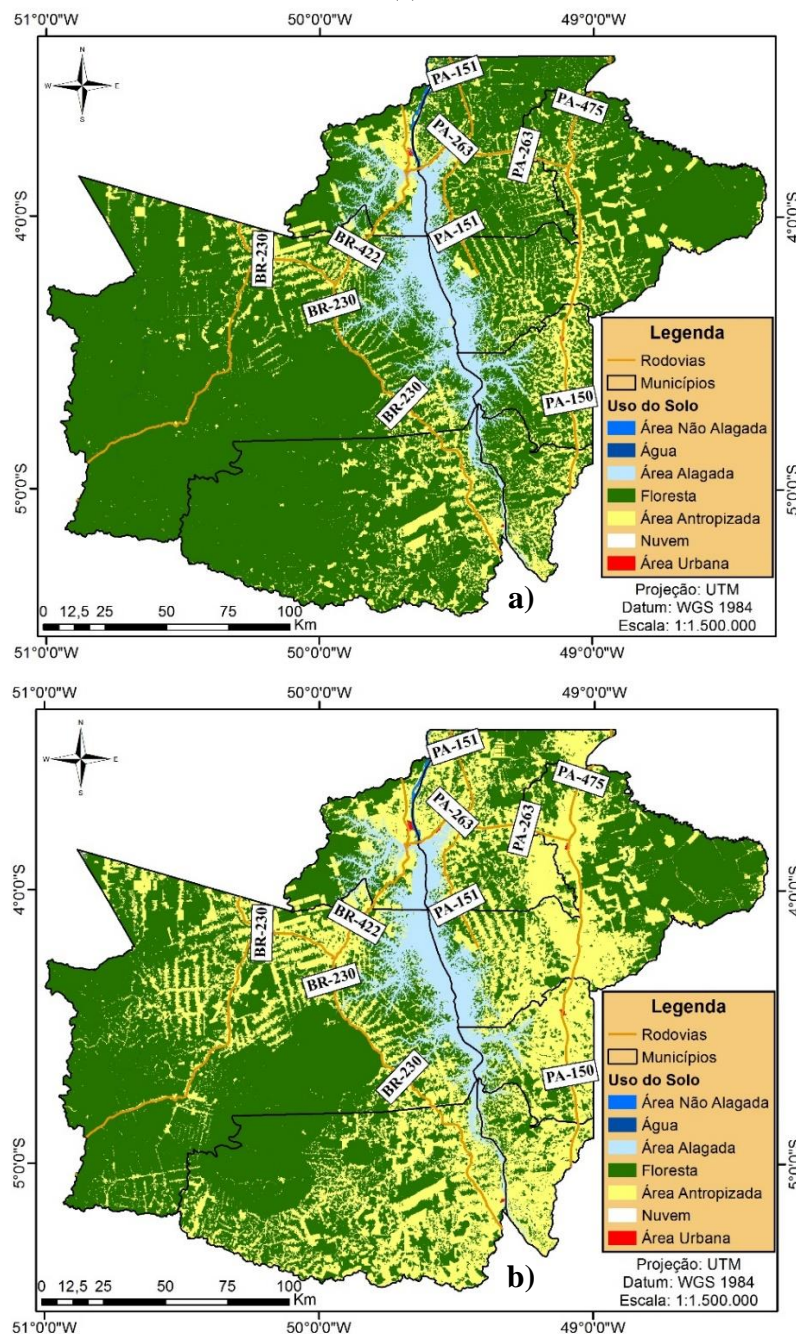 51°0'0"W
50°0'0"W
49°0'0"W
N
W
E
S
PA-151
PA-475
PA-263
PA-263
4°0'0"S
4°0'0"S
BR-230
BR-422
PA-151
BR-230
BR-230
PA-150
5°0'0"S
5°0'0"S
Legenda
Rodovias
Municípios
Uso do Solo
Área Não Alagada
Água
Área Alagada
Floresta
Área Antropizada
Nuvem
Área Urbana
a)
Projeção: UTM
Datum: WGS 1984
Escala: 1:1.500.000
0 12,5 25 50 75 100
Km
51°0'0"W
50°0'0"W
49°0'0"W
51°0'0"W
50°0'0"W
49°0'0"W
N
W
E
S
PA-151
PA-475
PA-263
PA-263
4°0'0"S
4°0'0"S
BR-230
BR-422
PA-151
BR-230
BR-230
PA-150
5°0'0"S
5°0'0"S
Legenda
Rodovias
Municípios
Uso do Solo
Área Não Alagada
Água
Área Alagada
Floresta
Área Antropizada
Nuvem
Área Urbana
b)
Projeção: UTM
Datum: WGS 1984
Escala: 1:1.500.000
0 12,5 25 50 75 100
Km
51°0'0"W
50°0'0"W
49°0'0"W